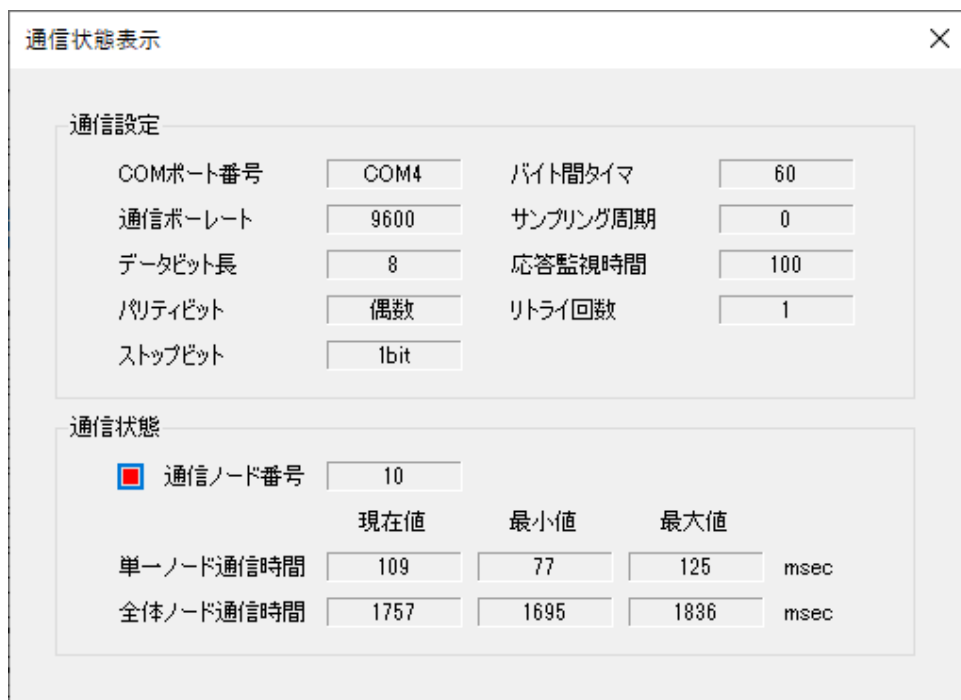 通信状態表示
通信設定
COMポート番号 COM4 バイト間タイマ 60
通信ボーレート 9600 サンプリング周期 0
データビット長 8 応答監視時間 100
パリティビット 偶数 リトライ回数 1
ストップビット 1bit
通信状態
通信ノード番号 10
現在値 最小値 最大値
単一ノード通信時間 109 77 125 msec
全体ノード通信時間 1757 1695 1836 msec